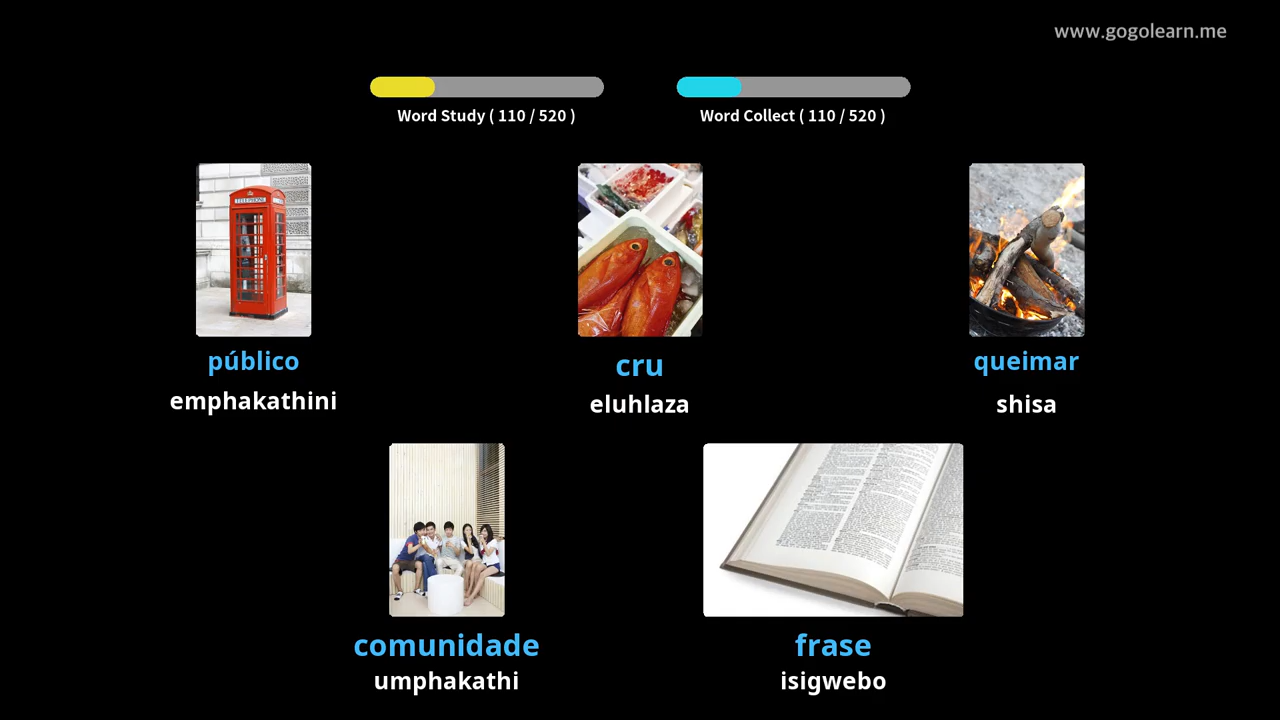 www.gogolearn.me
Word Study ( 110 / 520 )
Word Collect ( 110 / 520 )
TELEPHONE
público
emphakathini
cru
eluhlaza
queimar
shisa
comunidade
umphakathi
frase
isigwebo